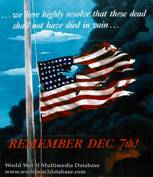 ...we here highly resolve that these dead
shall not have died in vain...
REMEMBER DEC. 7th!
World War II Multimedia Database
www.worldwar2database.com